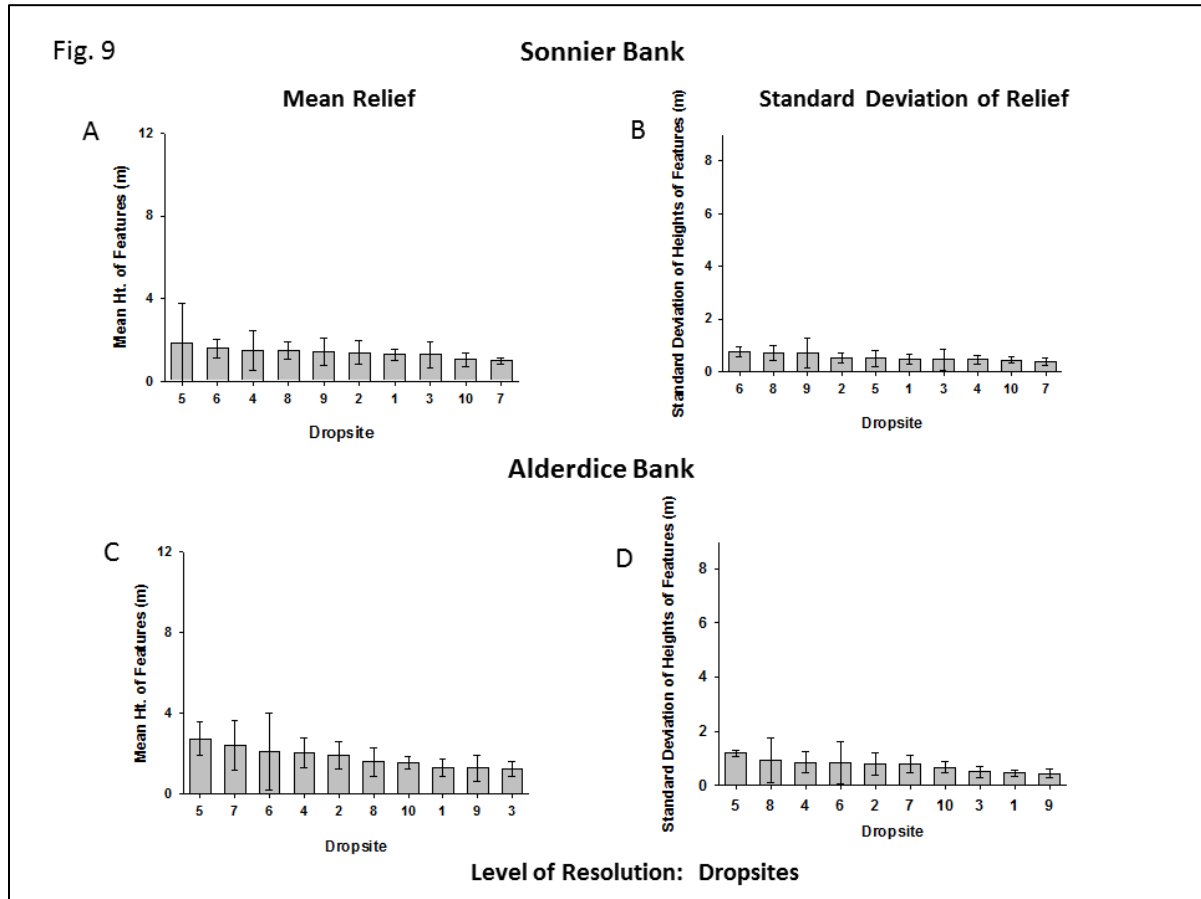 Fig. 9
Sonnier Bank
Mean Relief
Standard Deviation of Relief
A
Mean Ht. of Features (m)
12
8
4
0
5 6 4 8 9 2 1 3 10 7
Dropsite
B
Standard Deviation of Heights of Features (m)
8
6
4
2
0
6 8 9 2 5 1 3 4 10 7
Dropsite
Alderdice Bank
C
Mean Ht. of Features (m)
12
8
4
0
5 7 6 4 2 8 10 1 9 3
Dropsite
D
Standard Deviation of Heights of Features (m)
8
6
4
2
0
5 8 4 6 2 7 10 3 1 9
Dropsite
Level of Resolution: Dropsites